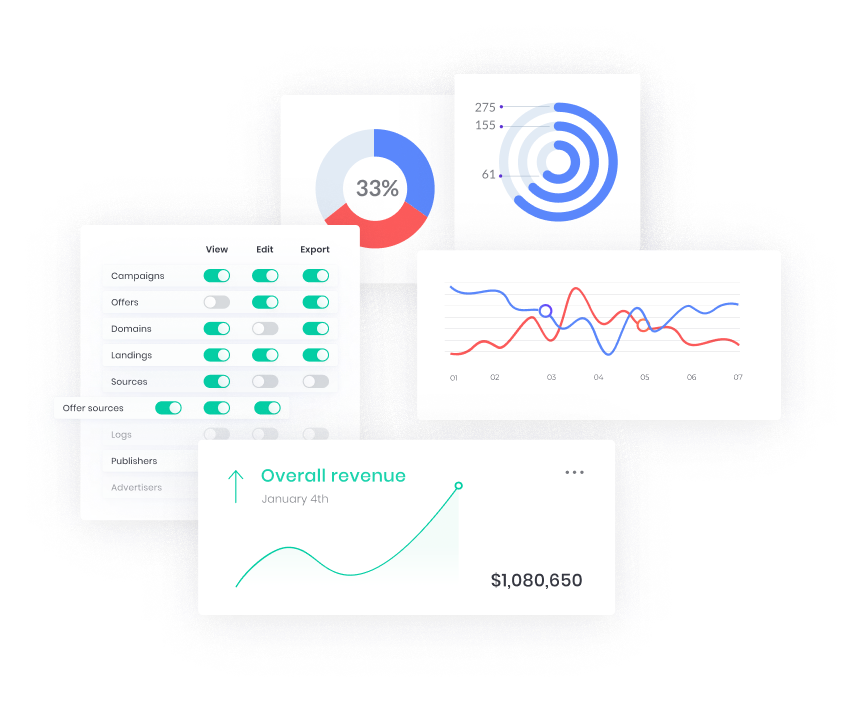 275
155
61
33%
View Edit Export
Campaigns
Offers
Domains
Landings
Sources
Offer sources
Logs
Publishers
Advertisers
01 02 03 04 05 06 07
Overall revenue
January 4th
$1,080,650